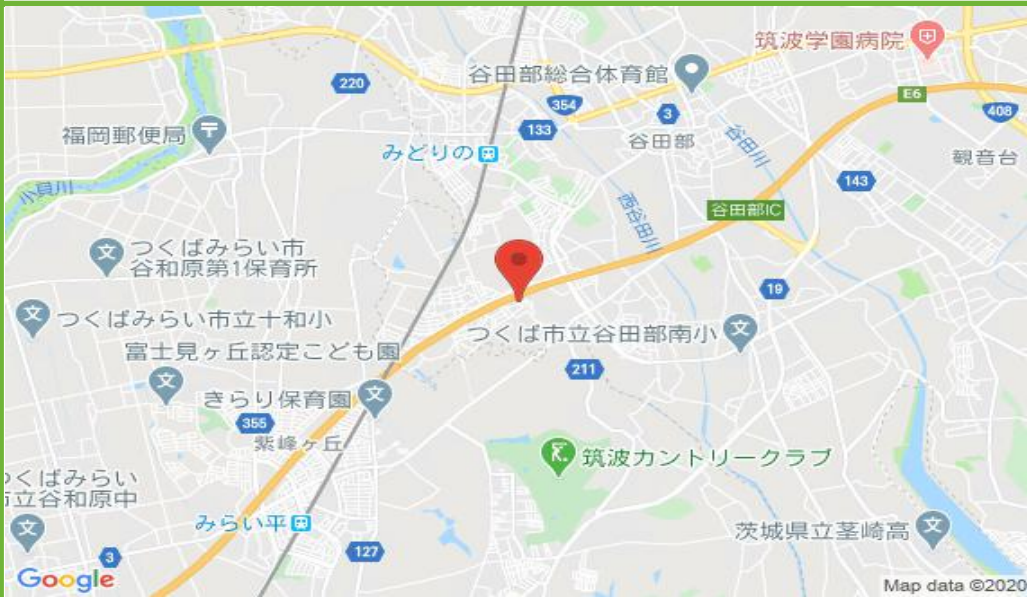 筑波学園病院
谷田部総合体育館
E6
220
354
3
408
133
福岡郵便局
谷田部
谷田川
みどりの
観音台
143
小貝川
西谷田川
谷田部IC
つくばみらい市
谷和原第1保育所
19
つくばみらい市立十和小
つくば市立谷田部南小
富士見ヶ丘認定こども園
211
きらり保育園
355
紫峰ヶ丘
筑波カントリークラブ
つくばみらい
市立谷和原中
みらい平
茨城県立茎崎高
127
3
Google
Map data ©2020